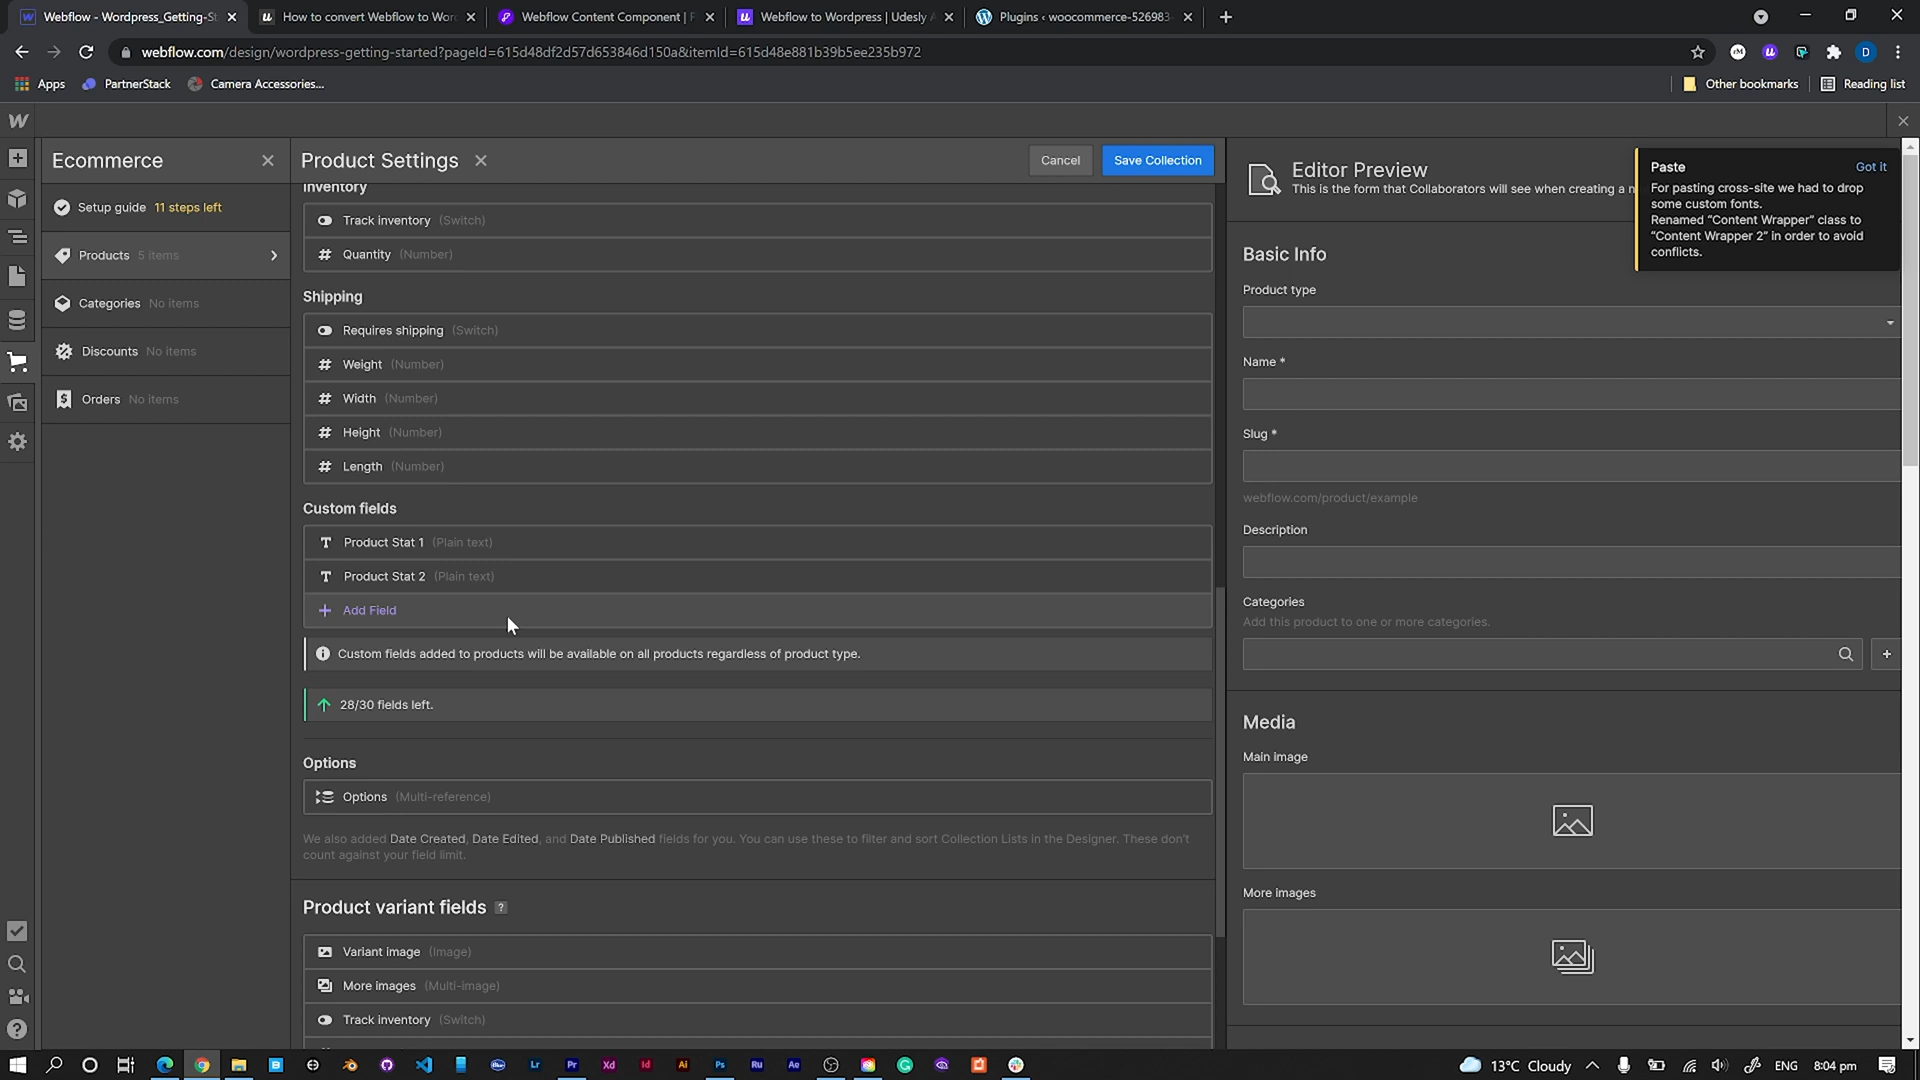 Webflow - Wordpress_Getting-St
How to convert Webflow to Word
Webflow Content Component | F
Webflow to Wordpress | Udesly A
Plugins ‹ woocommerce-526983
webflow.com/design/wordpress-getting-started?pageId=615d48df2d57d653846d150a&itemId=615d48e881b39b5ee235b972
Apps
PartnerStack
Camera Accessories...
Other bookmarks
Reading list
Ecommerce
Setup guide 11 steps left
Products 5 items
Categories No items
Discounts No items
Orders No items
Product Settings
Cancel
Save Collection
Inventory
Track inventory (Switch)
Quantity (Number)
Shipping
Requires shipping (Switch)
Weight (Number)
Width (Number)
Height (Number)
Length (Number)
Custom fields
Product Stat 1 (Plain text)
Product Stat 2 (Plain text)
+ Add Field
Custom fields added to products will be available on all products regardless of product type.
28/30 fields left.
Options
Options (Multi-reference)
We also added Date Created, Date Edited, and Date Published fields for you. You can use these to filter and sort Collection Lists in the Designer. These don't
count against your field limit.
Product variant fields ?
Variant image (Image)
More images (Multi-image)
Track inventory (Switch)
Editor Preview
This is the form that Collaborators will see when creating a n
Paste
Got it
For pasting cross-site we had to drop
some custom fonts.
Renamed "Content Wrapper" class to
"Content Wrapper 2" in order to avoid
conflicts.
Basic Info
Product type
Name *
Slug *
webflow.com/product/example
Description
Categories
Add this product to one or more categories.
Media
Main image
More images
13°C Cloudy
ENG
8:04 pm